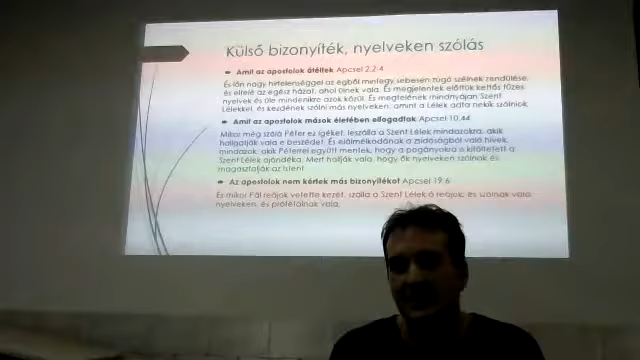 Külső bizonyíték, nyelveken szólás
Amit az apostolok átéltek Apcsel 2,2-4
És lőn nagy hirtelenséggel az égből mintegy sebesen zúgó szélnek zendülése,
és eltelé az egész házat, ahol ülnek vala. És megjelentek előttük kettős tüzes
nyelvek és üle mindenikre azok közül. És megtelének mindnyájan Szent
Lélekkel, és kezdének szólni más nyelveken, amint a Lélek adta nekik szólniok
Amit az apostolok mások életében elfogadtak Apcsel 10,44
Mikor még szólá Péter ez igéket, leszálla a Szent Lélek mindazokra, akik
hallgatják vala e beszédet. És elálmélkodának a zsidóságból való hívek,
mindazok, akik Péterrel együtt mentek, hogy a pogányokra is kitöltetett a
Szent Lélek ajándéka. Mert hallják vala, hogy ők nyelveken szólnak és
magasztalják az Istent
Az apostolok nem kértek más bizonyítékot Apcsel 19,6
És mikor Pál reájok vetette kezét, szálla a Szent Lélek ő reájok; és szólnak vala
nyelveken, és prófétálnak vala.